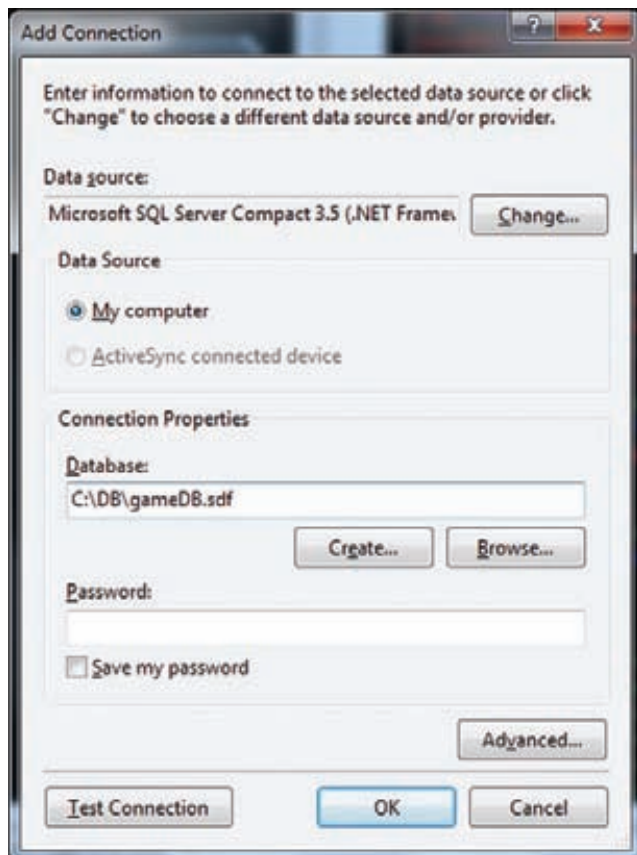 Add Connection
Enter information to connect to the selected data source or click
"Change" to choose a different data source and/or provider.
Data source:
Microsoft SQL Server Compact 3.5 (.NET Framew
Change...
Data Source
My computer
ActiveSync connected device
Connection Properties
Database:
C:\DB\gameDB.sdf
Create...
Browse...
Password:
Save my password
Advanced...
Test Connection
OK
Cancel